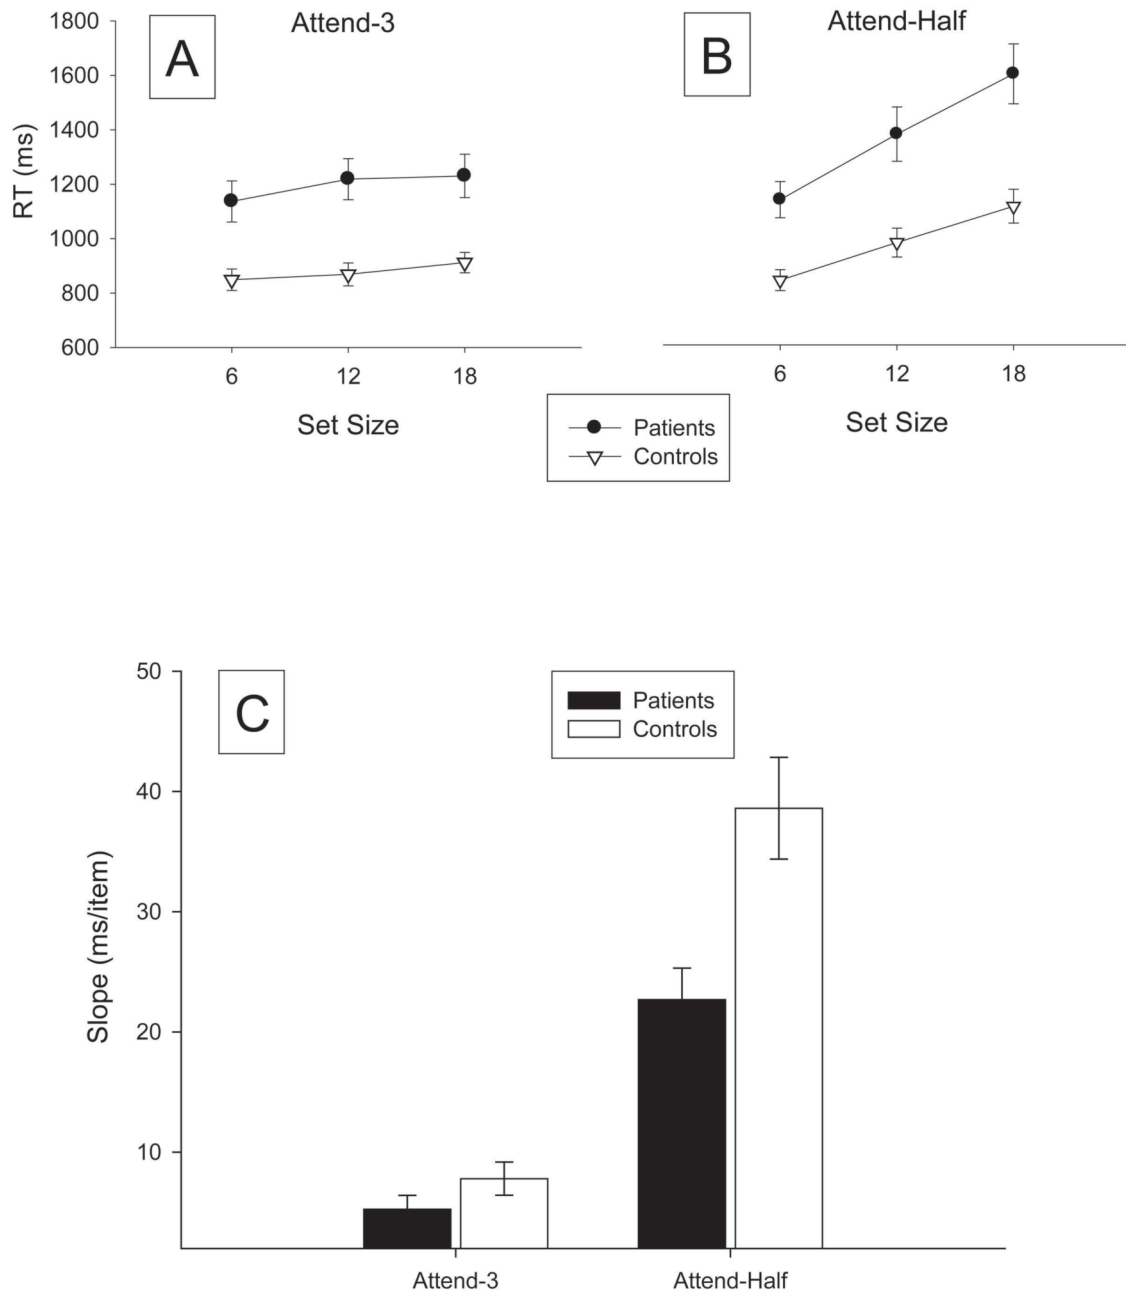 Attend-3
A
1800
1600
1400
1200
1000
800
600
RT (ms)
6 12 18
Set Size
Attend-Half
B
6 12 18
Set Size
Patients
Controls
C
50
40
30
20
10
Slope (ms/item)
Patients
Controls
Attend-3 Attend-Half